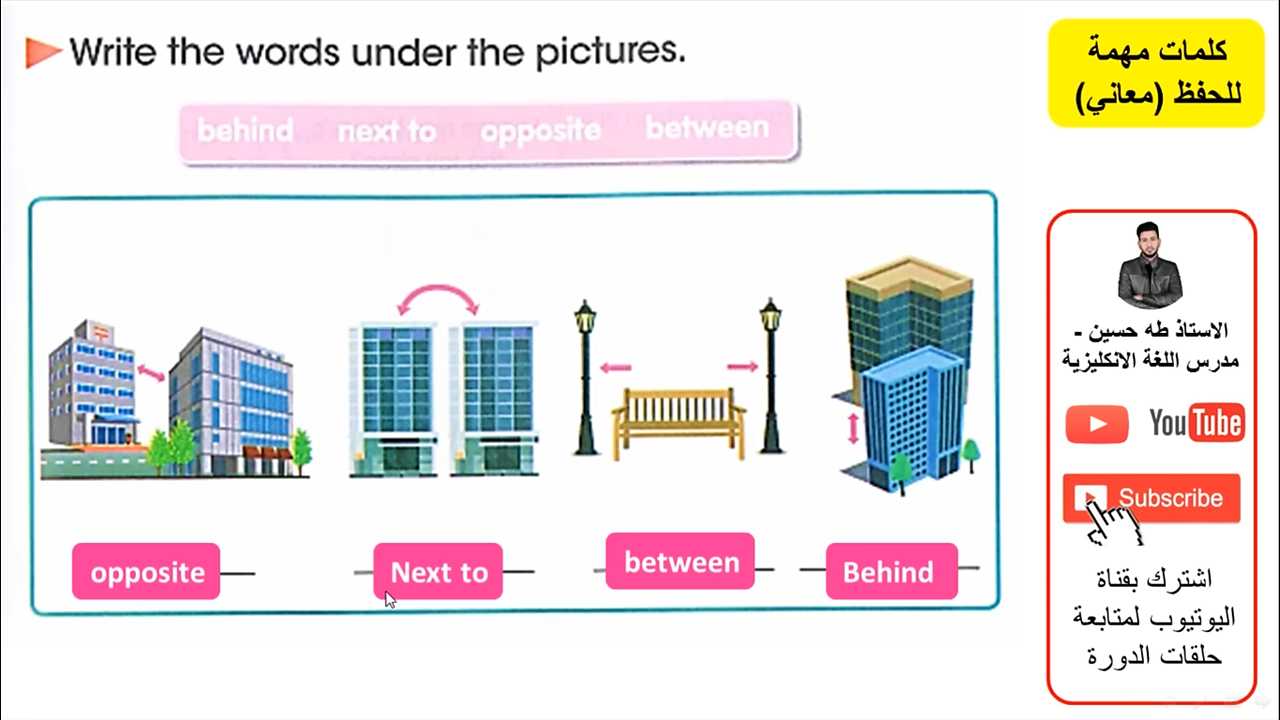 Write the words under the pictures.
behind next to opposite between
opposite
Next to
between
Behind
كلمات مهمة
للحفظ (معاني)
الاستاذ طه حسين -
مدرس اللغة الانكليزية
YouTube
Subscribe
اشترك بقناة
اليوتيوب لمتابعة
حلقات الدورة